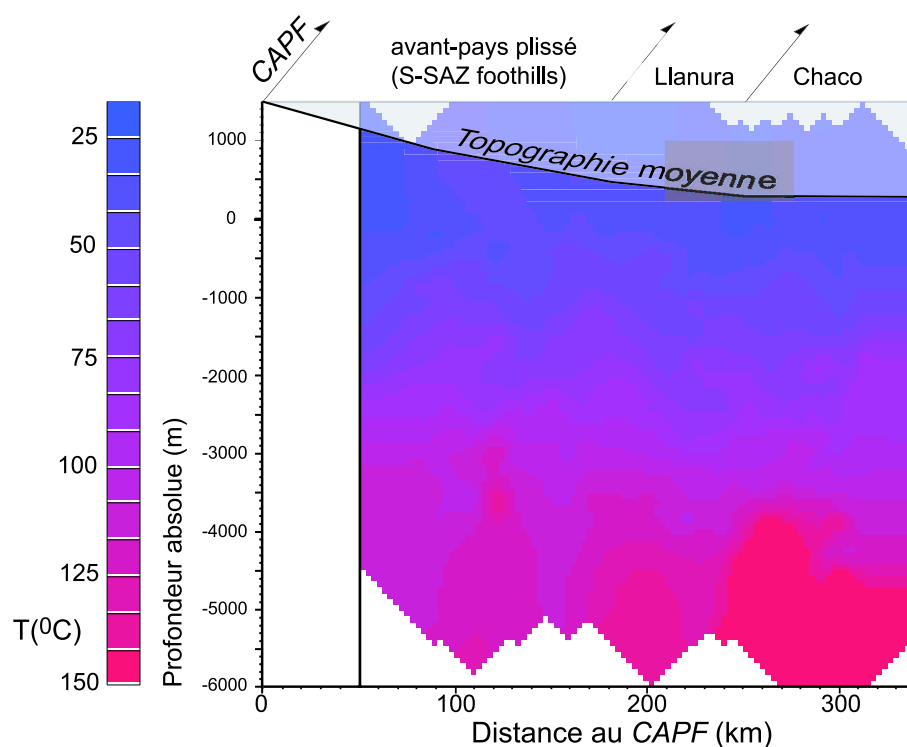 CAPF
avant-pays plissé
(S-SAZ foothills)
Llanura
Chaco
Topographie moyenne
25
50
75
100
125
150
T(⁰C)
Profondeur absolue (m)
1000
0
-1000
-2000
-3000
-4000
-5000
-6000
0
100
200
300
Distance au CAPF (km)